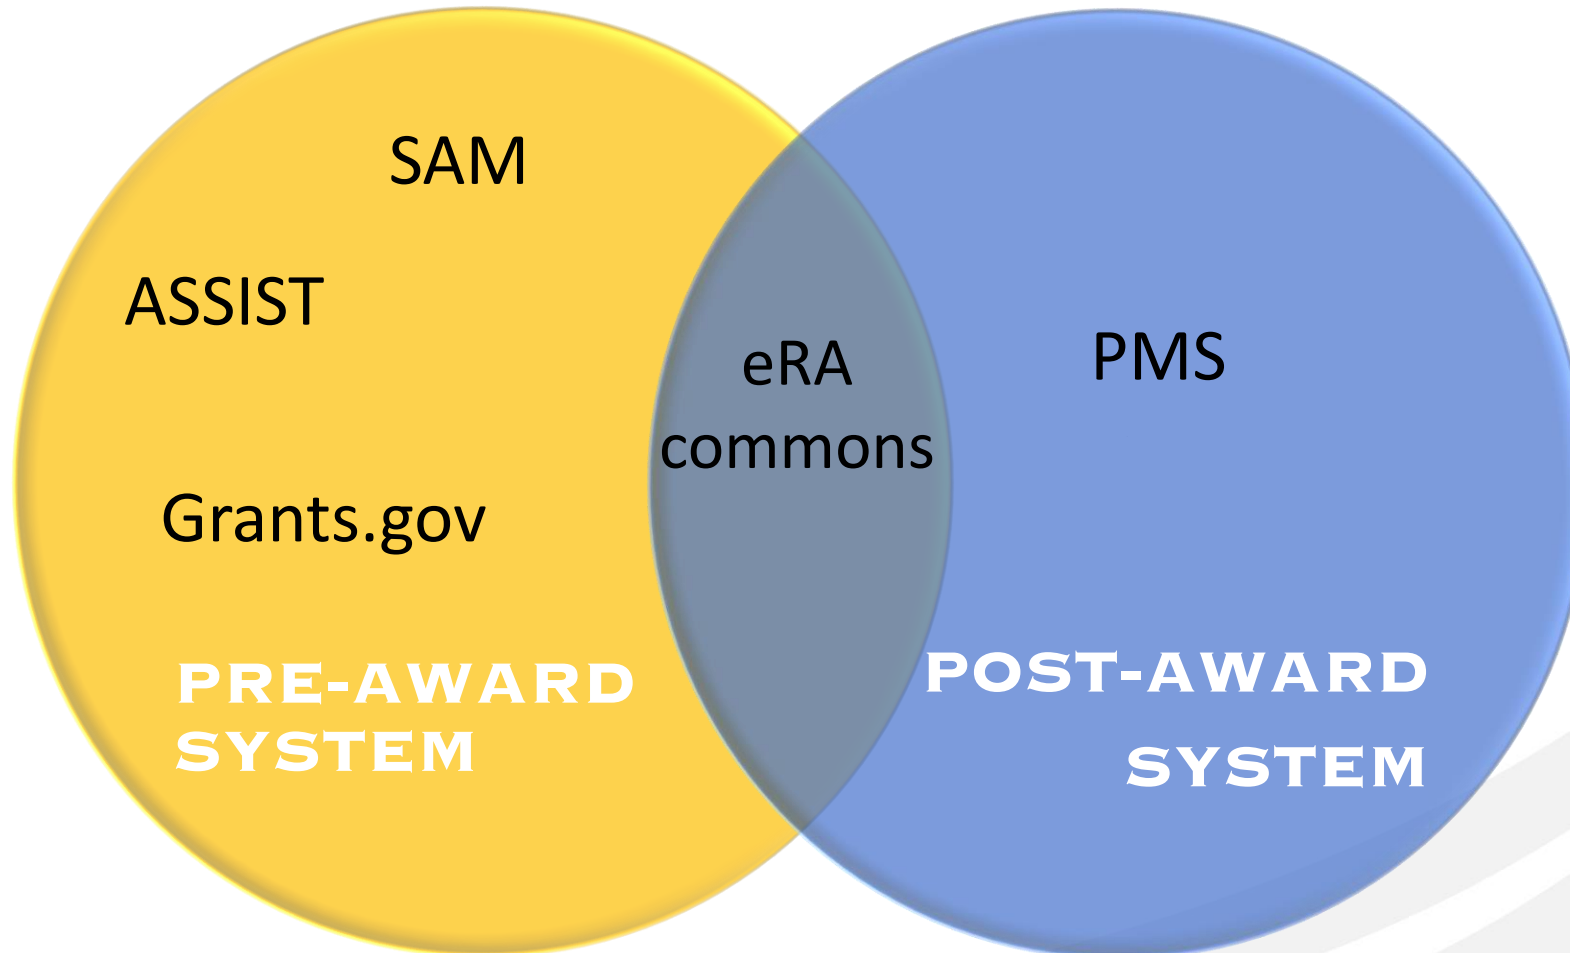 SAM
ASSIST
Grants.gov
PRE-AWARD
SYSTEM
eRA
commons
PMS
POST-AWARD
SYSTEM